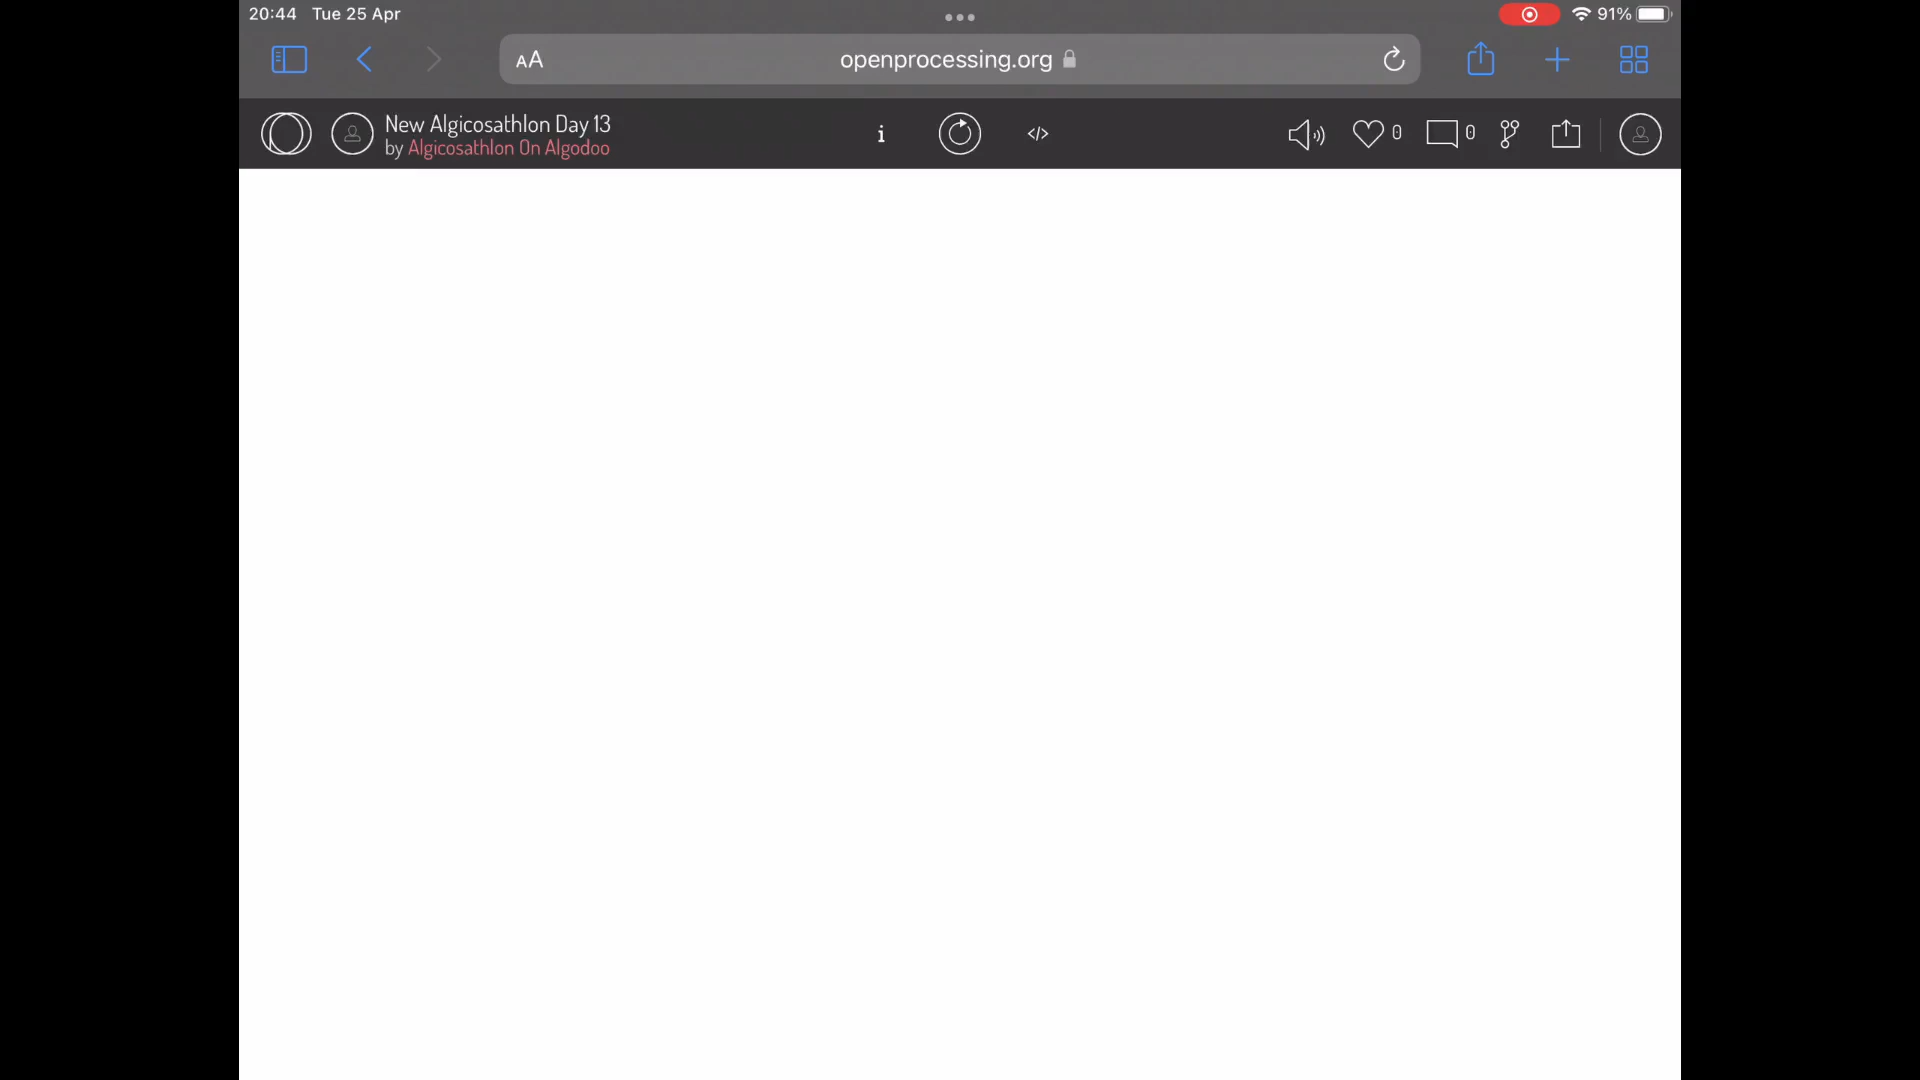 20:44 Tue 25 Apr
91%
AA
openprocessing.org
New Algicosathlon Day 13
by Algicosathlon On Algodoo
i
</>
0
0